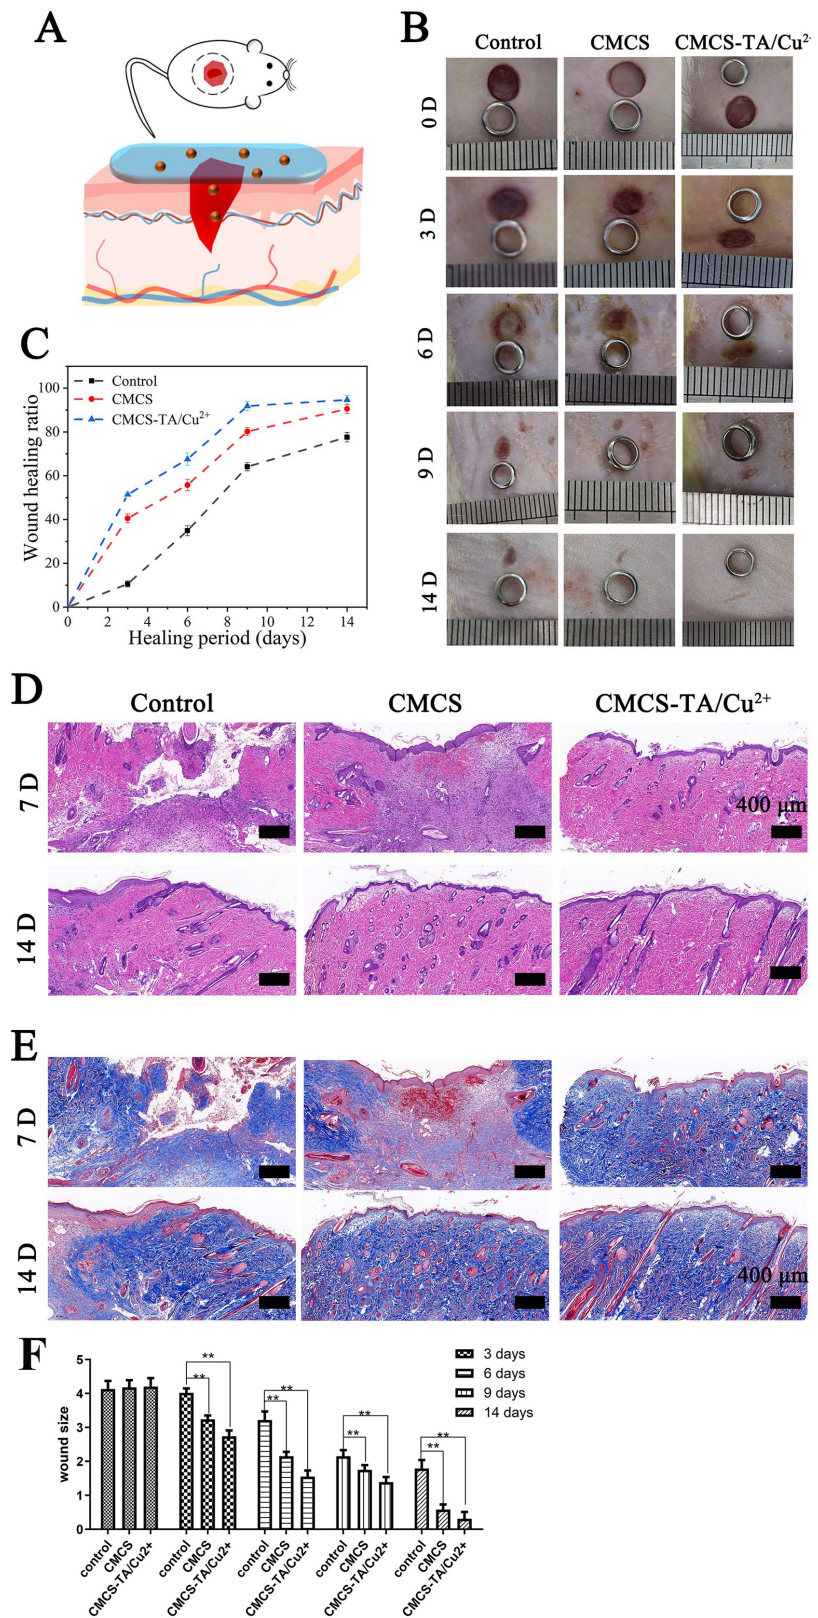 A
B
Control CMCS CMCS-TA/Cu2
0 D
3 D
6 D
9 D
14 D
C
Control
CMCS
CMCS-TA/Cu2+
Wound healing ratio
100
80
60
40
20
0
0 2 4 6 8 10 12 14
Healing period (days)
D
Control CMCS CMCS-TA/Cu2+
7 D
400 μm
14 D
E
7 D
14 D
400 μm
F
3 days
6 days
9 days
14 days
wound size
5
4
3
2
1
0
** ** ** ** ** ** ** **
control CMCS CMCS-TA/Cu2+ control CMCS CMCS-TA/Cu2+ control CMCS CMCS-TA/Cu2+ control CMCS CMCS-TA/Cu2+ control CMCS CMCS-TA/Cu2+